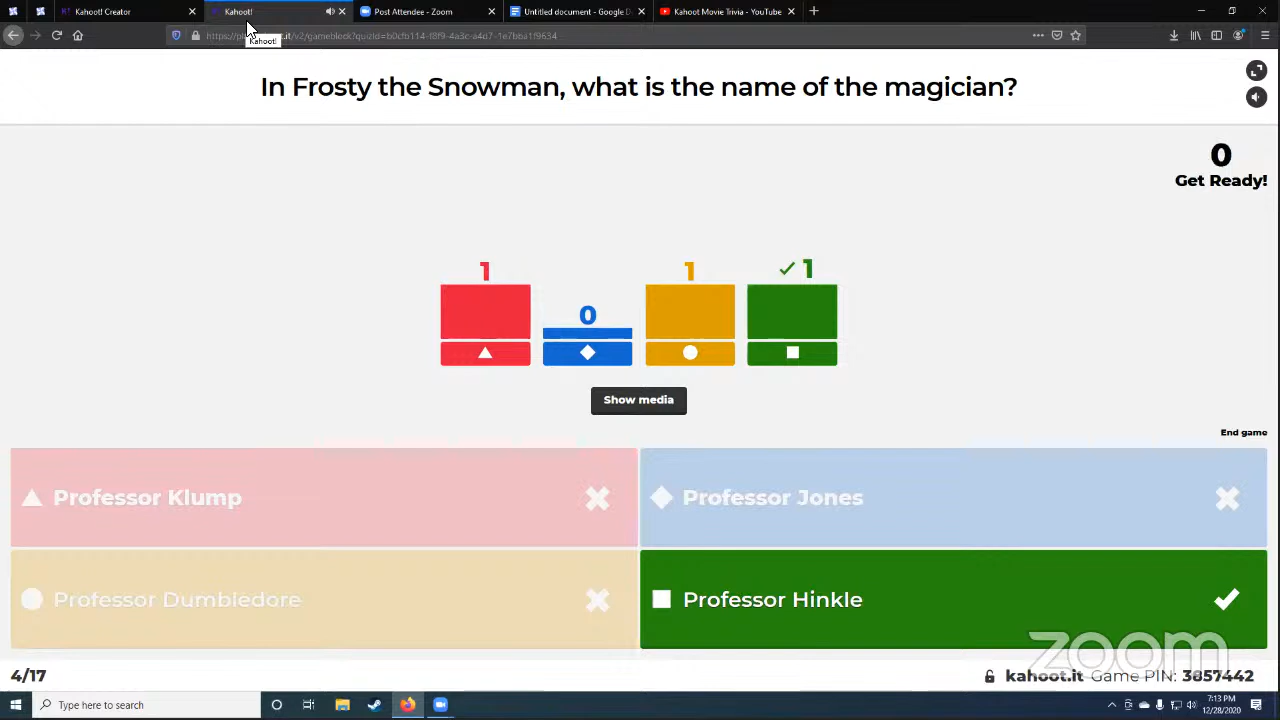 Kahoot! Creator
Kahoot!
Post Attendee - Zoom
Untitled document - Google D
Kahoot Movie Trivia - YouTube
Kahoot!
In Frosty the Snowman, what is the name of the magician?
0
Get Ready!
1
0
1
1
Show media
End game
Professor Klump
Professor Jones
Professor Dumbledore
Professor Hinkle
zoom
4/17
kahoot.it Game PIN: 3857442
Type here to search
7:13 PM
12/28/2020